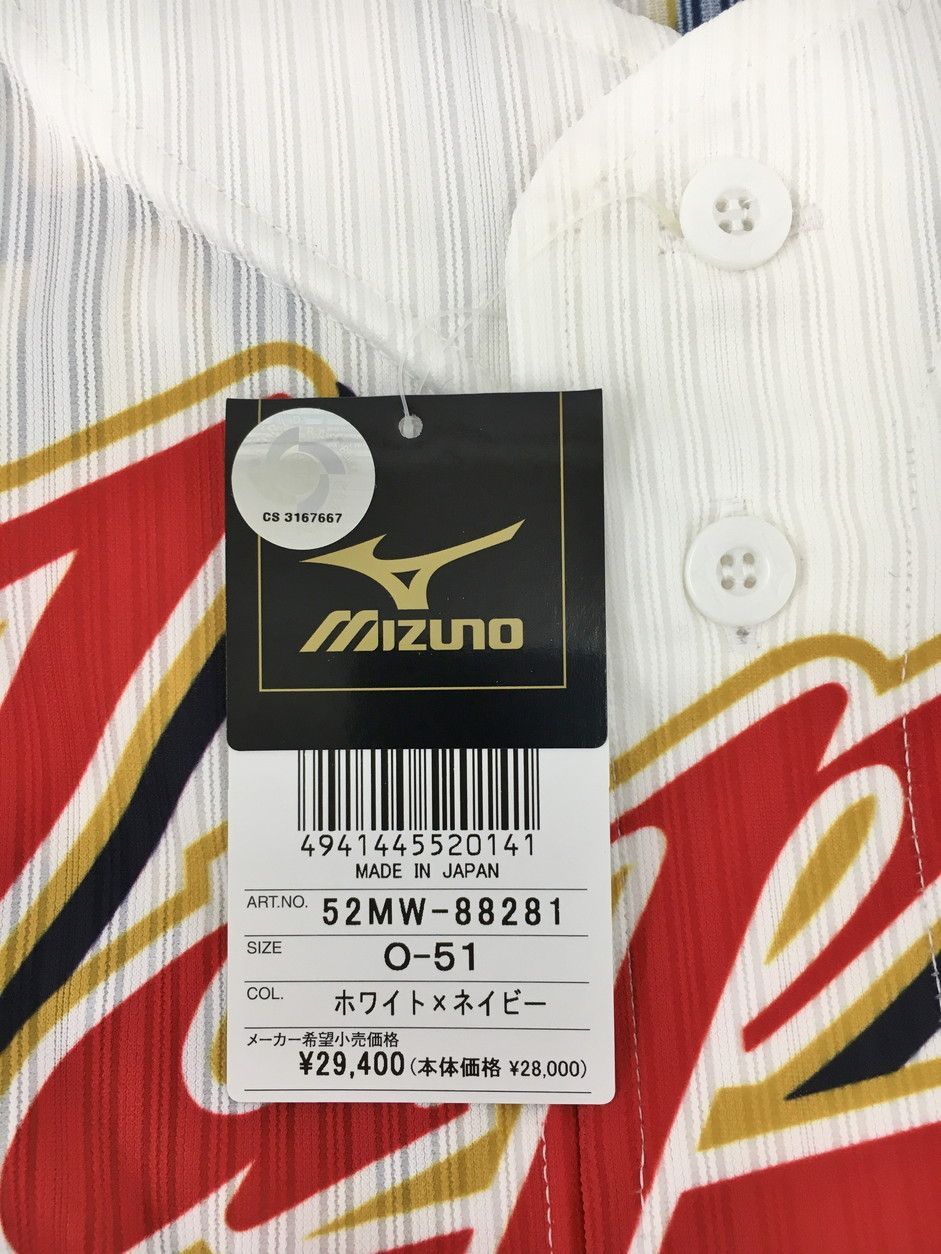 CS 3167667
MIZUNO
4941445520141
MADE IN JAPAN
ART.NO. 52MW-88281
SIZE O-51
COL. ホワイト×ネイビー
メーカー希望小売価格
¥29,400(本体価格 ¥28,000)